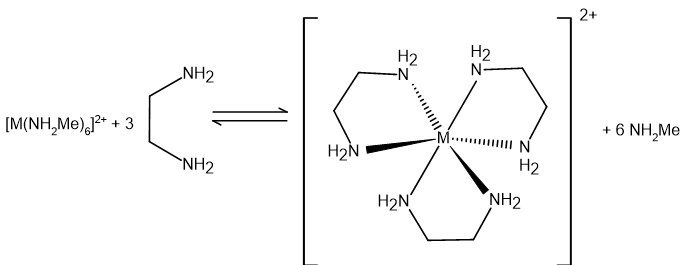 [M(NH₂Me)₆]²⁺ + 3
NH2
NH2
2+
H2
N
H2
N
H2N
M
N
H2
H2N
NH2
+ 6 NH₂Me